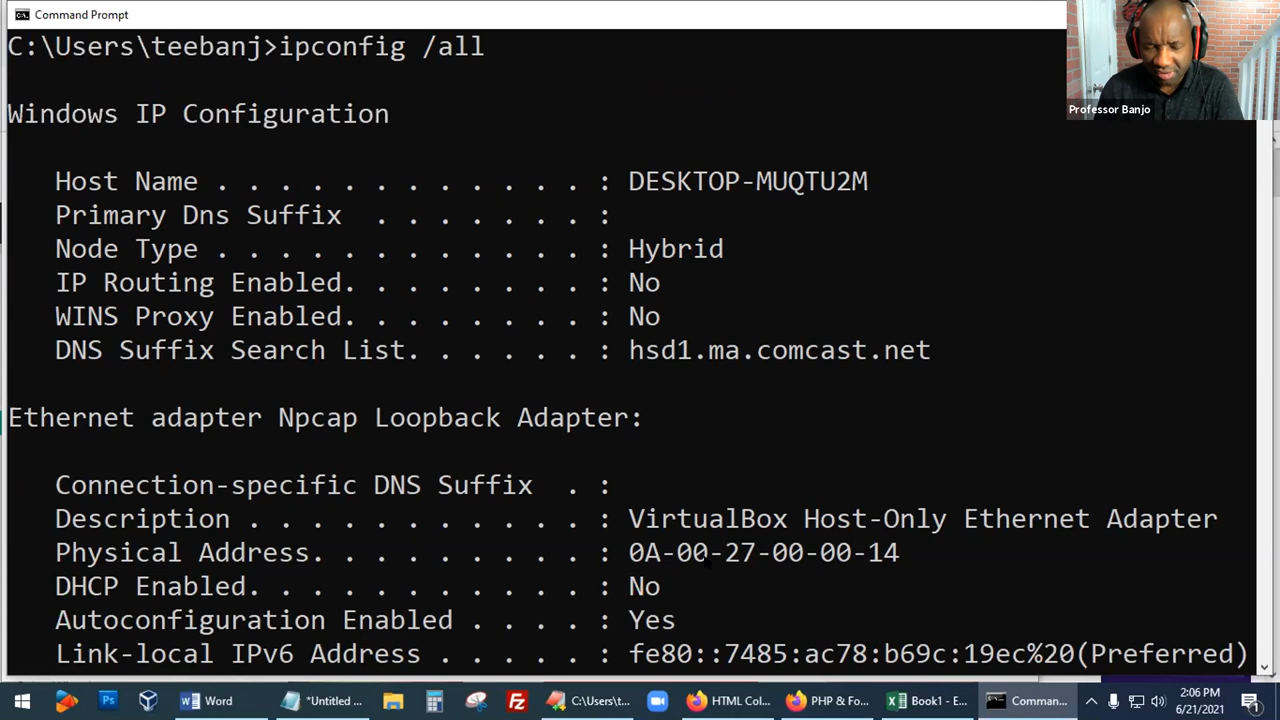 Command Prompt
C:\Users\teebanj>ipconfig /all
Professor Banjo
Windows IP Configuration
Host Name . . . . . . . . . . . . : DESKTOP-MUQTU2M
Primary Dns Suffix  . . . . . . . :
Node Type . . . . . . . . . . . . : Hybrid
IP Routing Enabled. . . . . . . . : No
WINS Proxy Enabled. . . . . . . . : No
DNS Suffix Search List. . . . . . : hsd1.ma.comcast.net
Ethernet adapter Npcap Loopback Adapter:
Connection-specific DNS Suffix  . :
Description . . . . . . . . . . . : VirtualBox Host-Only Ethernet Adapter
Physical Address. . . . . . . . . : 0A-00-27-00-00-14
DHCP Enabled. . . . . . . . . . . : No
Autoconfiguration Enabled . . . . : Yes
Link-local IPv6 Address . . . . . : fe80::7485:ac78:b69c:19ec%20(Preferred)
Ps
Word
*Untitled ...
Fz
C:\Users\t...
HTML Col...
PHP & Fo...
Book1 - E...
Comman...
2:06 PM
6/21/2021
1